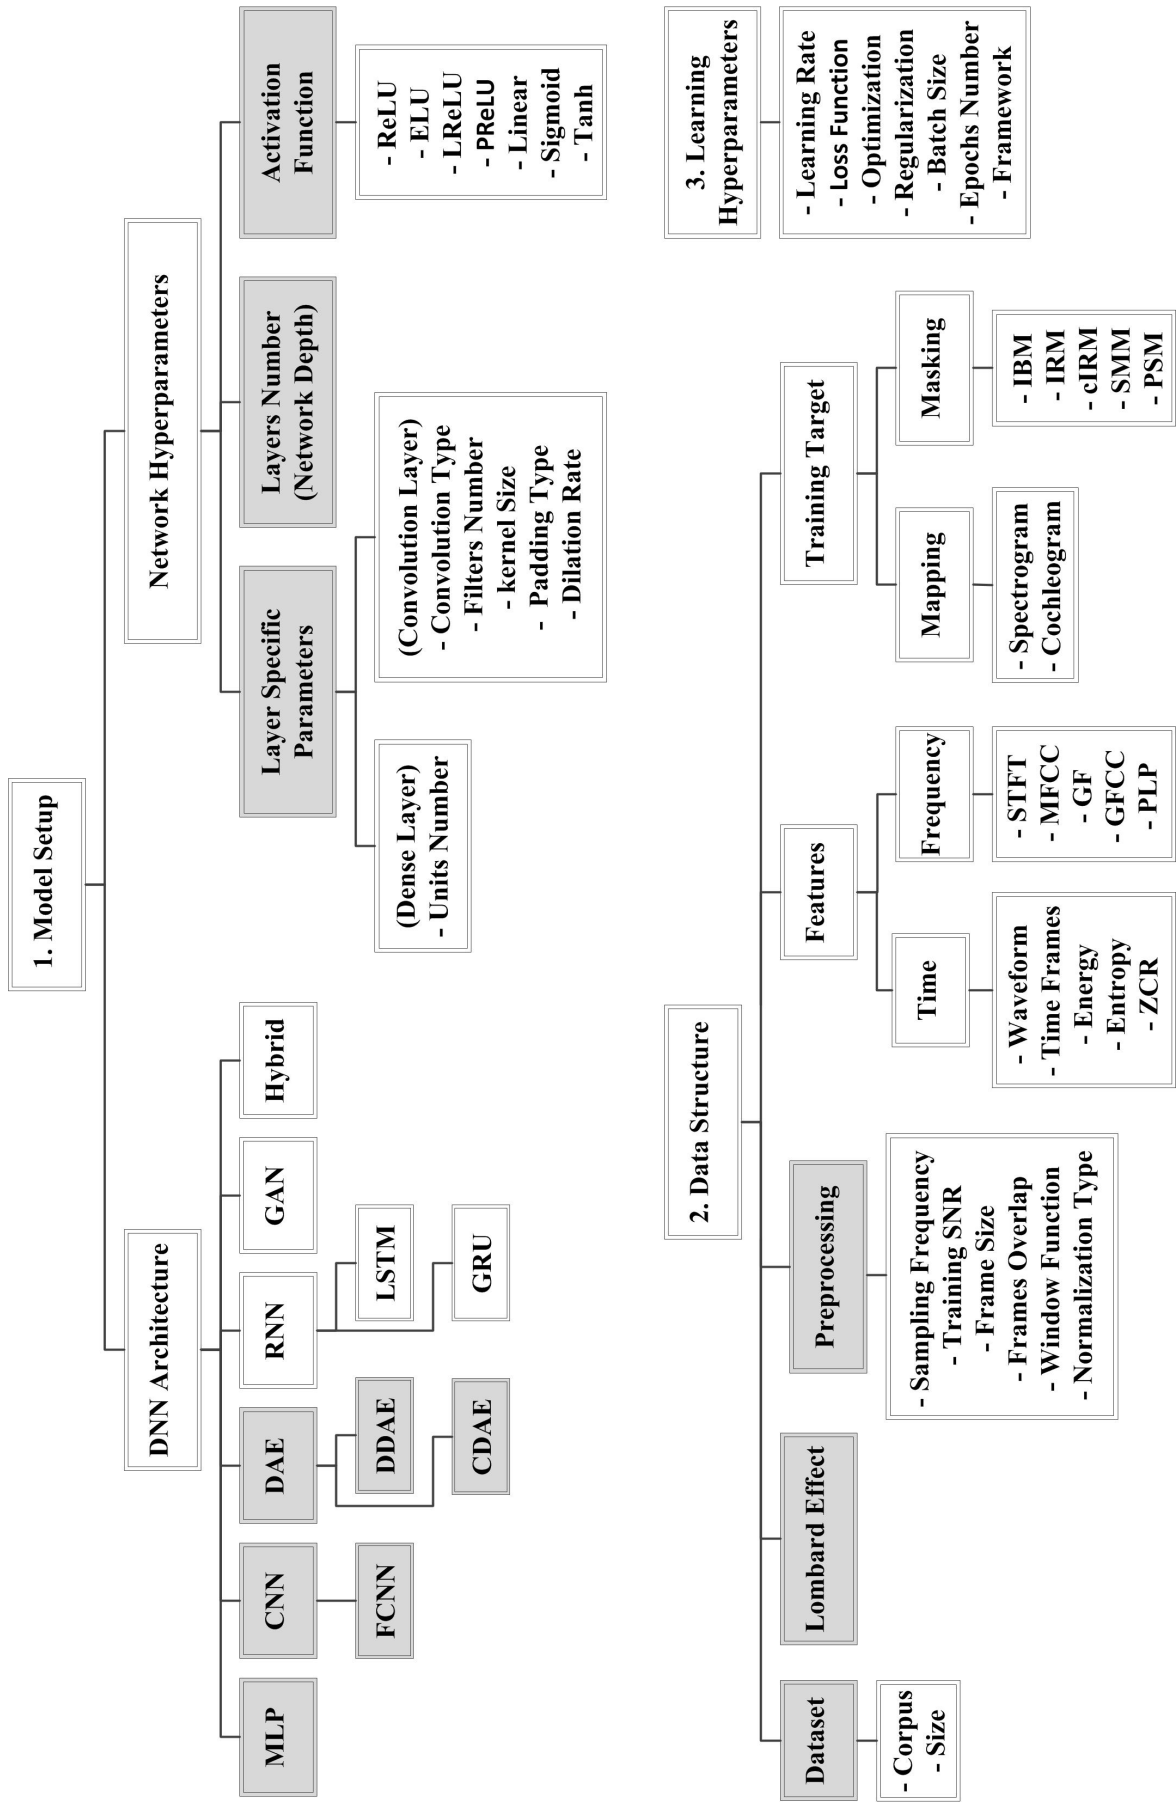 1. Model Setup
DNN Architecture
Network Hyperparameters
MLP
CNN
DAE
RNN
GAN
Hybrid
Layer Specific
Parameters
Layers Number
(Network Depth)
Activation
Function
FCNN
DDAE
CDAE
LSTM
GRU
(Dense Layer)
- Units Number
(Convolution Layer)
- Convolution Type
- Filters Number
- kernel Size
- Padding Type
- Dilation Rate
- ReLU
- ELU
- LReLU
- PReLU
- Linear
- Sigmoid
- Tanh
2. Data Structure
Dataset
Lombard Effect
Preprocessing
Features
Training Target
- Corpus
- Size
- Sampling Frequency
- Training SNR
- Frame Size
- Frames Overlap
- Window Function
- Normalization Type
Time
Frequency
- Waveform
- Time Frames
- Energy
- Entropy
- ZCR
- STFT
- MFCC
- GF
- GFCC
- PLP
Mapping
Masking
- Spectrogram
- Cochleogram
- IBM
- IRM
- cIRM
- SMM
- PSM
3. Learning
Hyperparameters
- Learning Rate
- Loss Function
- Optimization
- Regularization
- Batch Size
- Epochs Number
- Framework